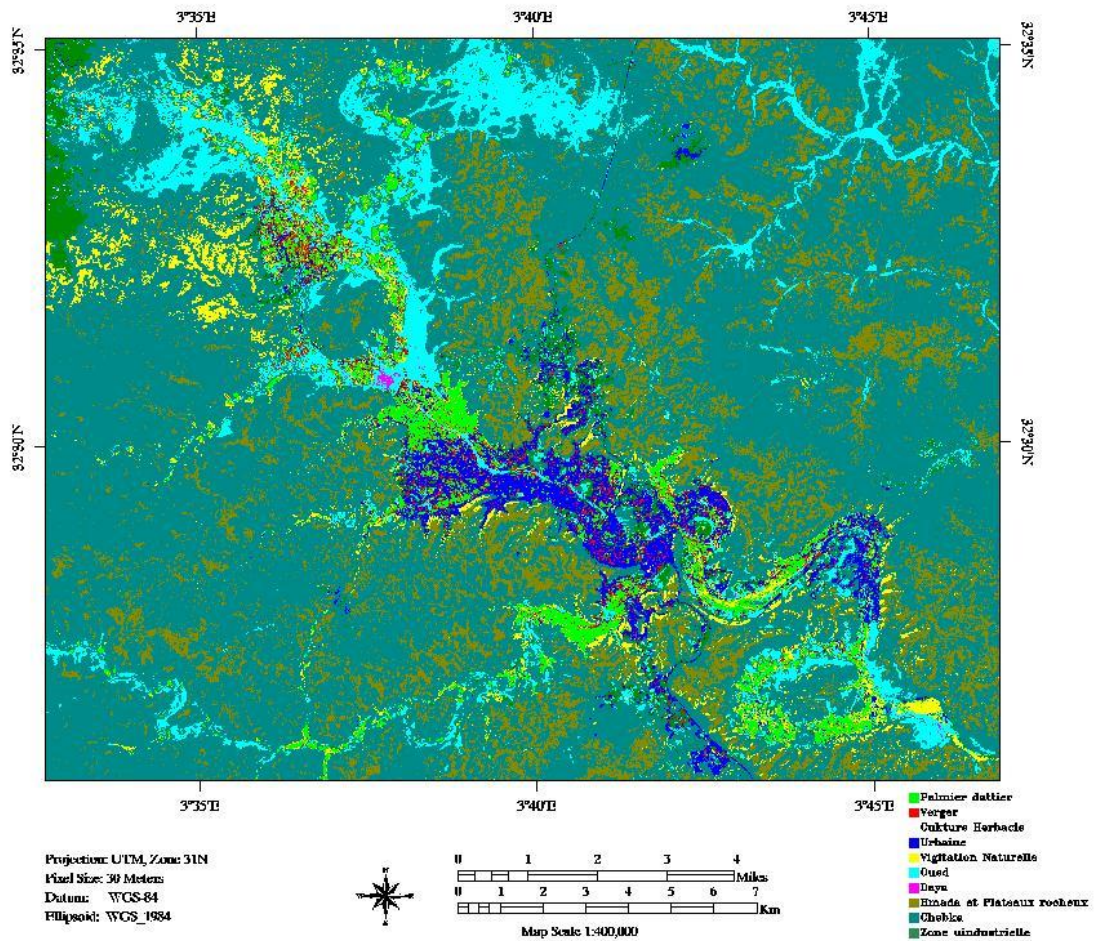 3°35'E 3°40'E 3°45'E
32°35'N 32°35'N
32°30'N 32°30'N
3°35'E 3°40'E 3°45'E
Palmier dattier
Verger
Cukture Herbacle
Urbaine
Vigitation Naturelle
Oued
Daya
Hmada et Plateaux rocheux
Chebka
Zone uindustrielle
Projection: UTM, Zone 31N
Pixel Size: 30 Meters
Datum: WGS-84
Ellipsoid: WGS_1984
0 1 2 3 4
Miles
0 1 2 3 4 5 6 7
Km
Map Scale 1:400,000